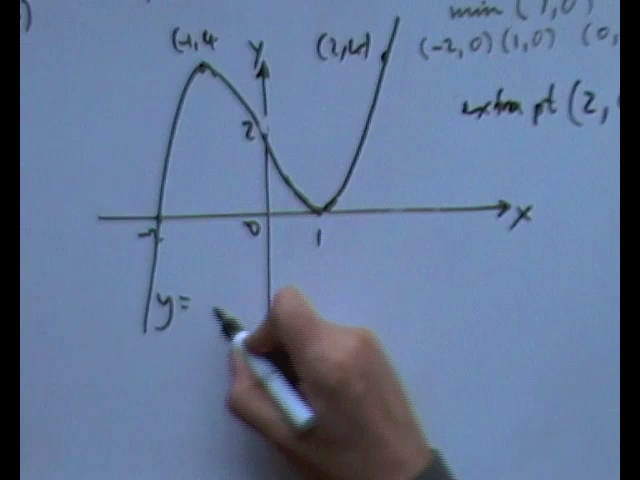 min (1,0)
(-2,0) (1,0) (0,
extra pt (2,
(-1,4
(2,4)
y
2
-2
0
1
x
y=